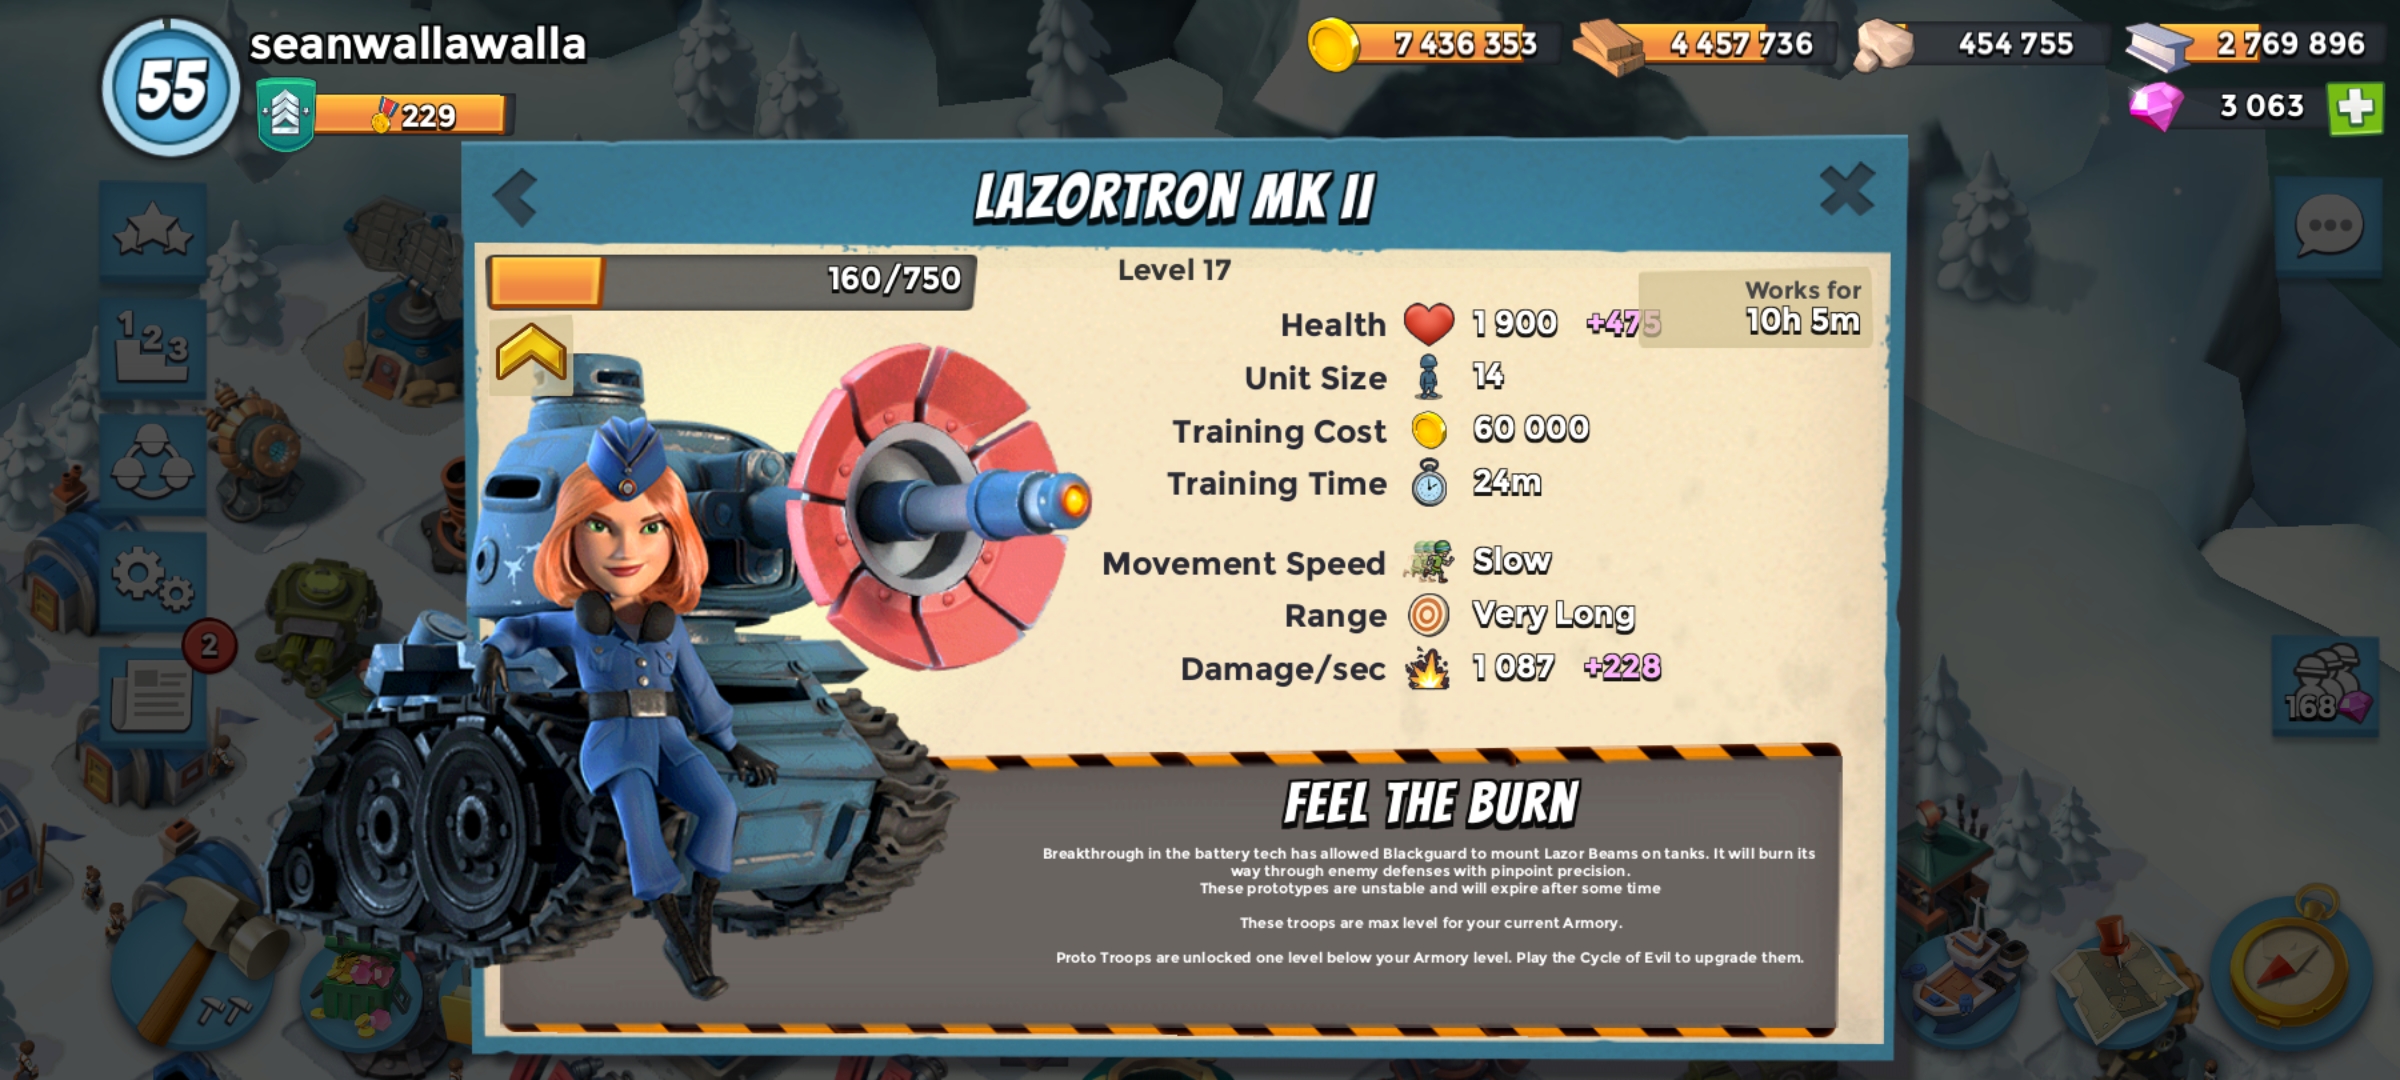 55
seanwallawalla
229
7 436 353
4 457 736
454 755
2 769 896
3 063
LAZORTRON MK II
160/750
Level 17
Works for
10h 5m
Health 1 900 +475
Unit Size 14
Training Cost 60 000
Training Time 24m
Movement Speed Slow
Range Very Long
Damage/sec 1 087 +228
1 2 3
2
168
FEEL THE BURN
Breakthrough in the battery tech has allowed Blackguard to mount Lazor Beams on tanks. It will burn its
way through enemy defenses with pinpoint precision.
These prototypes are unstable and will expire after some time
These troops are max level for your current Armory.
Proto Troops are unlocked one level below your Armory level. Play the Cycle of Evil to upgrade them.